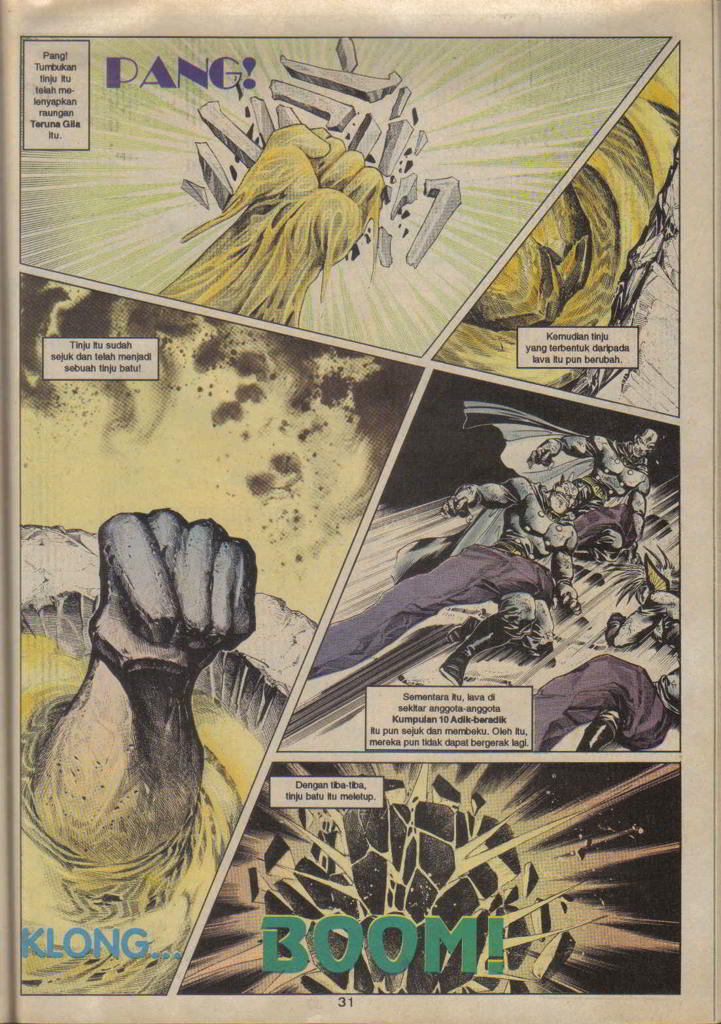 Pang!
Tumbukan
tinju itu
telah me-
lenyapkan
raungan
Teruna Gila
itu.
PANG!
Kemudian tinju
yang terbentuk daripada
lava itu pun berubah.
Tinju itu sudah
sejuk dan telah menjadi
sebuah tinju batu!
KLONG...
Sementara itu, lava di
sekitar anggota-anggota
Kumpulan 10 Adik-beradik
itu pun sejuk dan membeku. Oleh itu,
mereka pun tidak dapat bergerak lagi.
Dengan tiba-tiba,
tinju batu itu meletup.
BOOM!
31